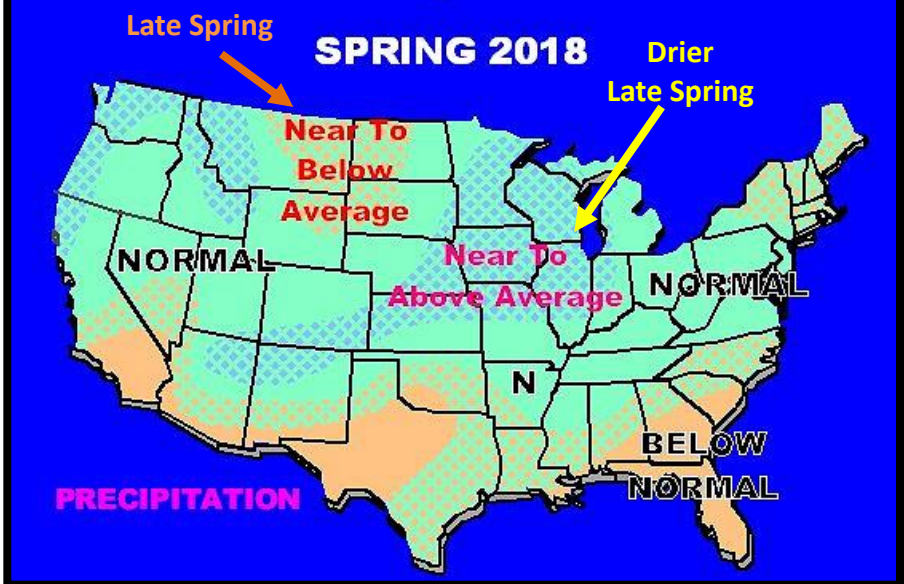 Late Spring
SPRING 2018
Drier
Late Spring
Near To
Below
Average
NORMAL
Near To
Above Average
NORMAL
N
BELOW
NORMAL
PRECIPITATION